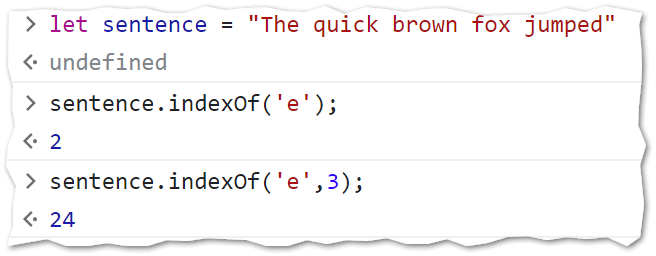 > let sentence = "The quick brown fox jumped"
undefined
> sentence.indexOf('e');
2
> sentence.indexOf('e',3);
24